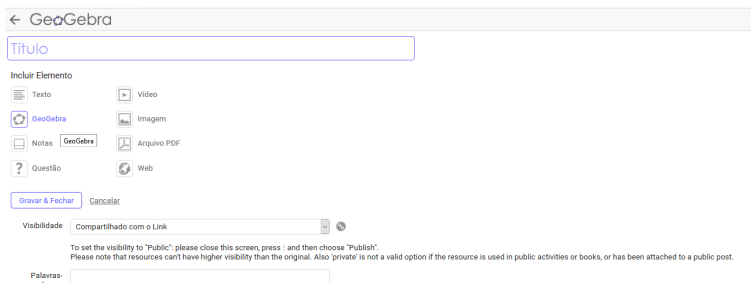 ← GeoGebra
Título
Incluir Elemento
Texto
Vídeo
GeoGebra
Imagem
Notas
GeoGebra
Arquivo PDF
? Questão
Web
Gravar & Fechar
Cancelar
Visibilidade
Compartilhado com o Link
To set the visibility to "Public": please close this screen, press ⋮ and then choose "Publish".
Please note that resources can't have higher visibility than the original. Also 'private' is not a valid option if the resource is used in public activities or books, or has been attached to a public post.
Palavras-